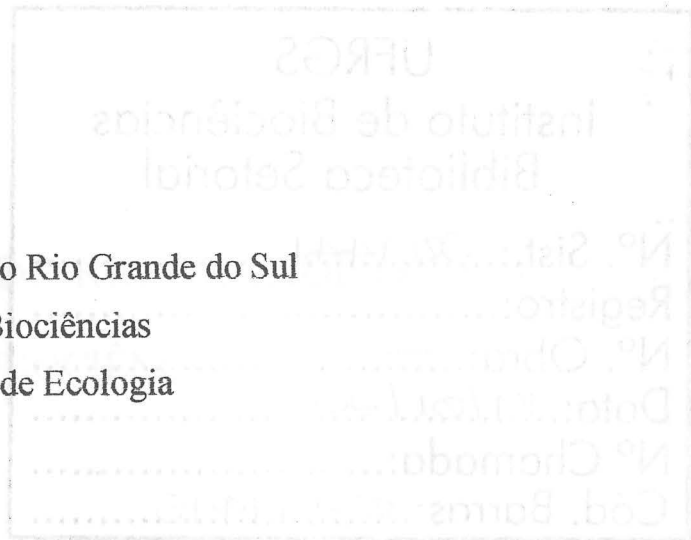 UFRGS
Instituto de Biociências
Biblioteca Setorial
o Rio Grande do Sul
Biociências
de Ecologia
Nº. Sist.:
Registro:
Nº. Obra:
Data:
Nº Chamada:
Cód. Barras: